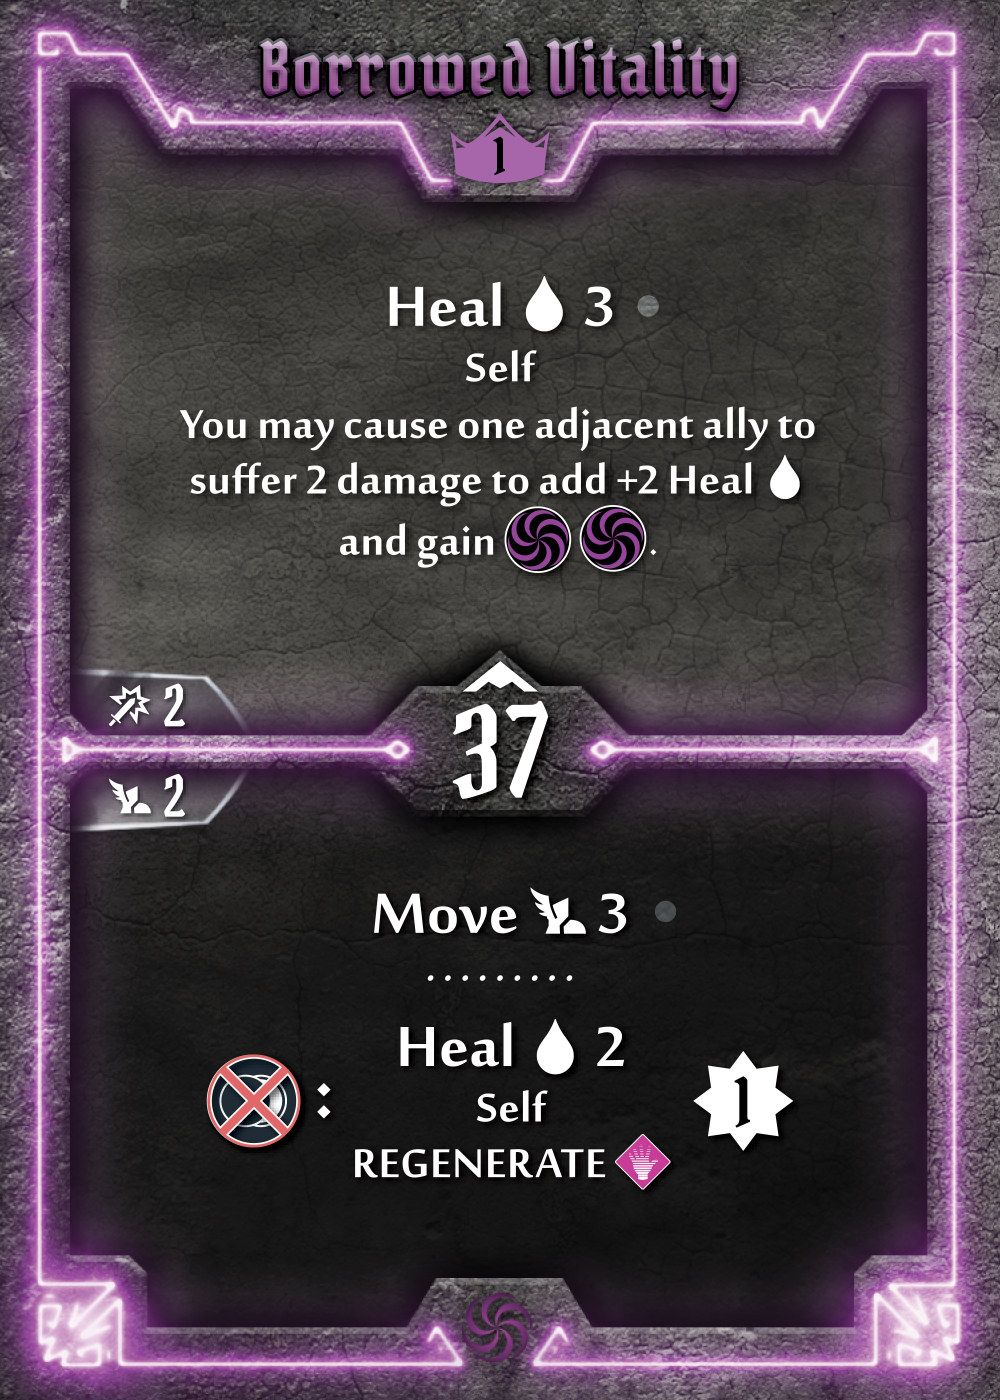 Borrowed Vitality
1
Heal 3
Self
You may cause one adjacent ally to
suffer 2 damage to add +2 Heal
and gain .
2
37
2
Move 3
.........
Heal 2
:
Self
1
REGENERATE